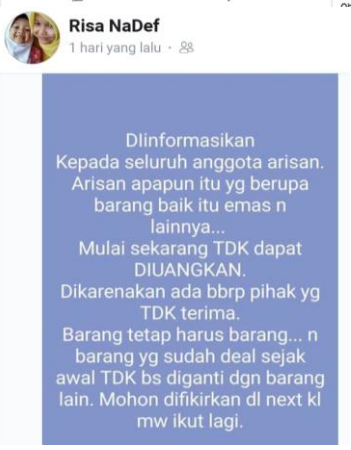 Risa NaDef
1 hari yang lalu ·
DIinformasikan
Kepada seluruh anggota arisan.
Arisan apapun itu yg berupa
barang baik itu emas n
lainnya...
Mulai sekarang TDK dapat
DIUANGKAN.
Dikarenakan ada bbrp pihak yg
TDK terima.
Barang tetap harus barang... n
barang yg sudah deal sejak
awal TDK bs diganti dgn barang
lain. Mohon difikirkan dl next kl
mw ikut lagi.